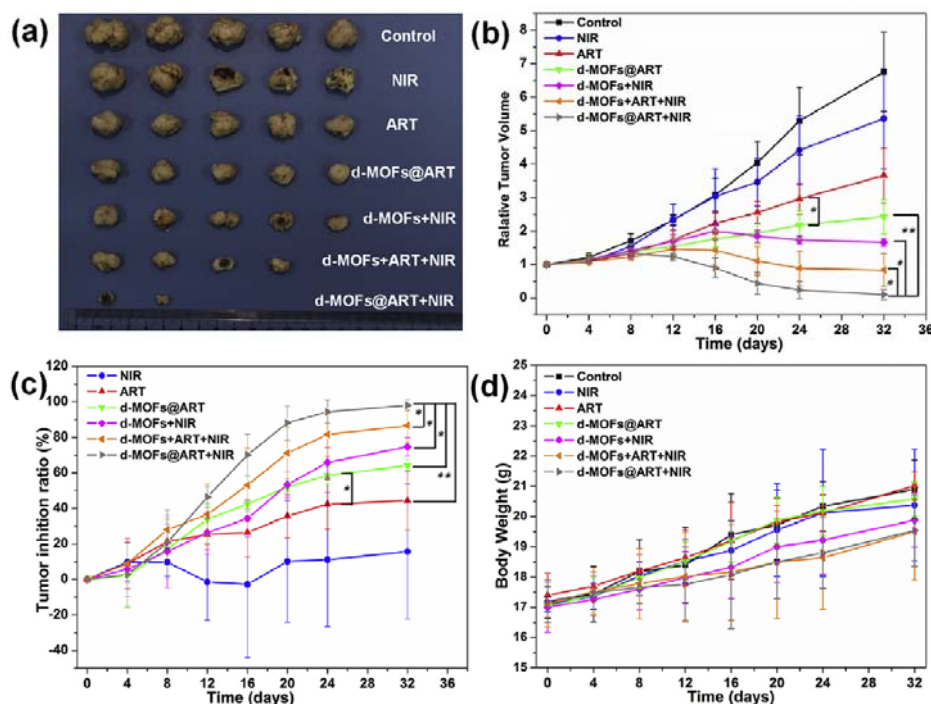 (a)
Control
NIR
ART
d-MOFs@ART
d-MOFs+NIR
d-MOFs+ART+NIR
d-MOFs@ART+NIR
(b)
Control
NIR
ART
d-MOFs@ART
d-MOFs+NIR
d-MOFs+ART+NIR
d-MOFs@ART+NIR
Ralative Tumor Volume
8
7
6
5
4
3
2
1
0
*
**
*
*
0 4 8 12 16 20 24 28 32 36
Time (days)
(c)
NIR
ART
d-MOFs@ART
d-MOFs+NIR
d-MOFs+ART+NIR
d-MOFs@ART+NIR
Tumor inhition ratio (%)
120
100
80
60
40
20
0
-20
-40
*
*
*
**
*
0 4 8 12 16 20 24 28 32 36
Time (days)
(d)
Control
NIR
ART
d-MOFs@ART
d-MOFs+NIR
d-MOFs+ART+NIR
d-MOFs@ART+NIR
Body Weight (g)
24
23
22
21
20
19
18
17
16
15
0 4 8 12 16 20 24 28 32
Time (days)